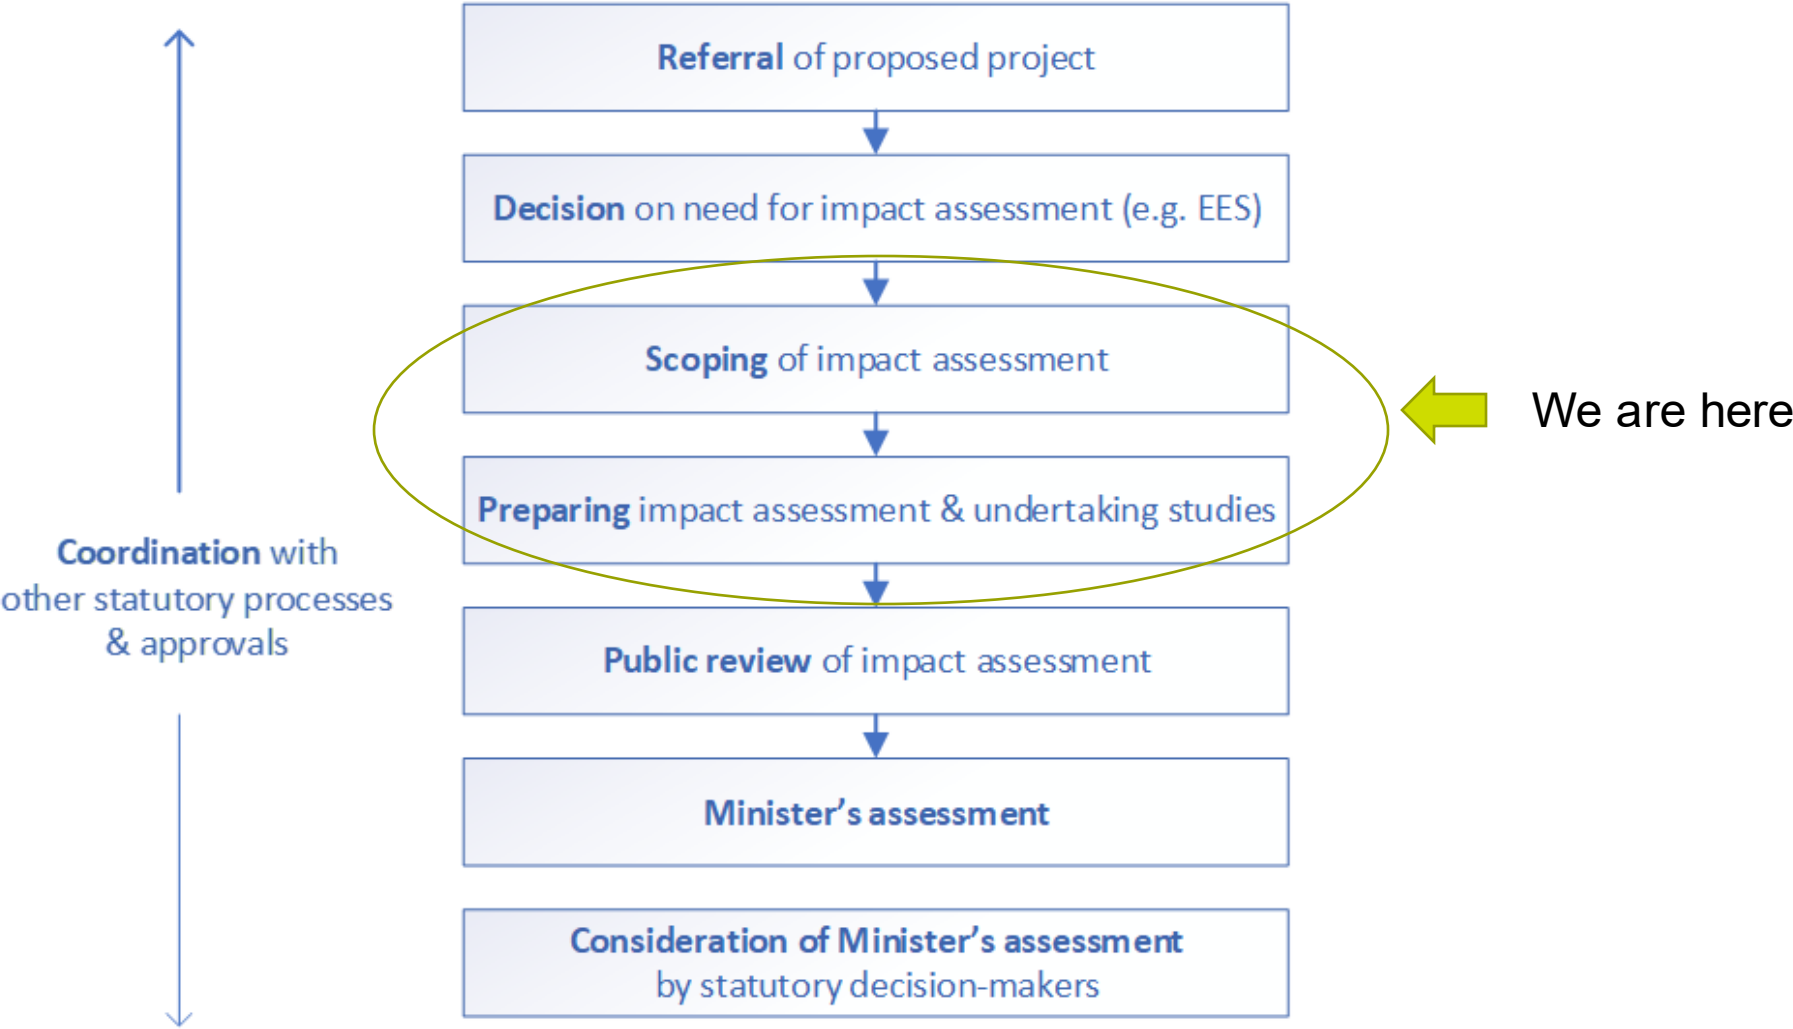 Referral of proposed project
Decision on need for impact assessment (e.g. EES)
Scoping of impact assessment
We are here
Preparing impact assessment & undertaking studies
Coordination with
other statutory processes
& approvals
Public review of impact assessment
Minister’s assessment
Consideration of Minister’s assessment
by statutory decision-makers